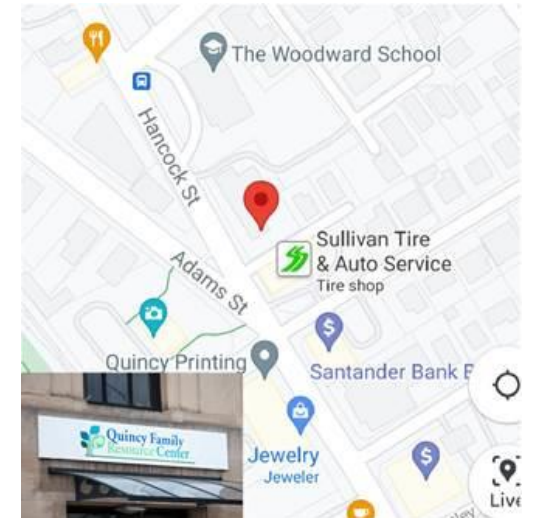 The Woodward School
Hancock St
Sullivan Tire
& Auto Service
Tire shop
Adams St
Quincy Printing
Santander Bank
Quincy Family
Resource Center
Jewelry
Jeweler
Live